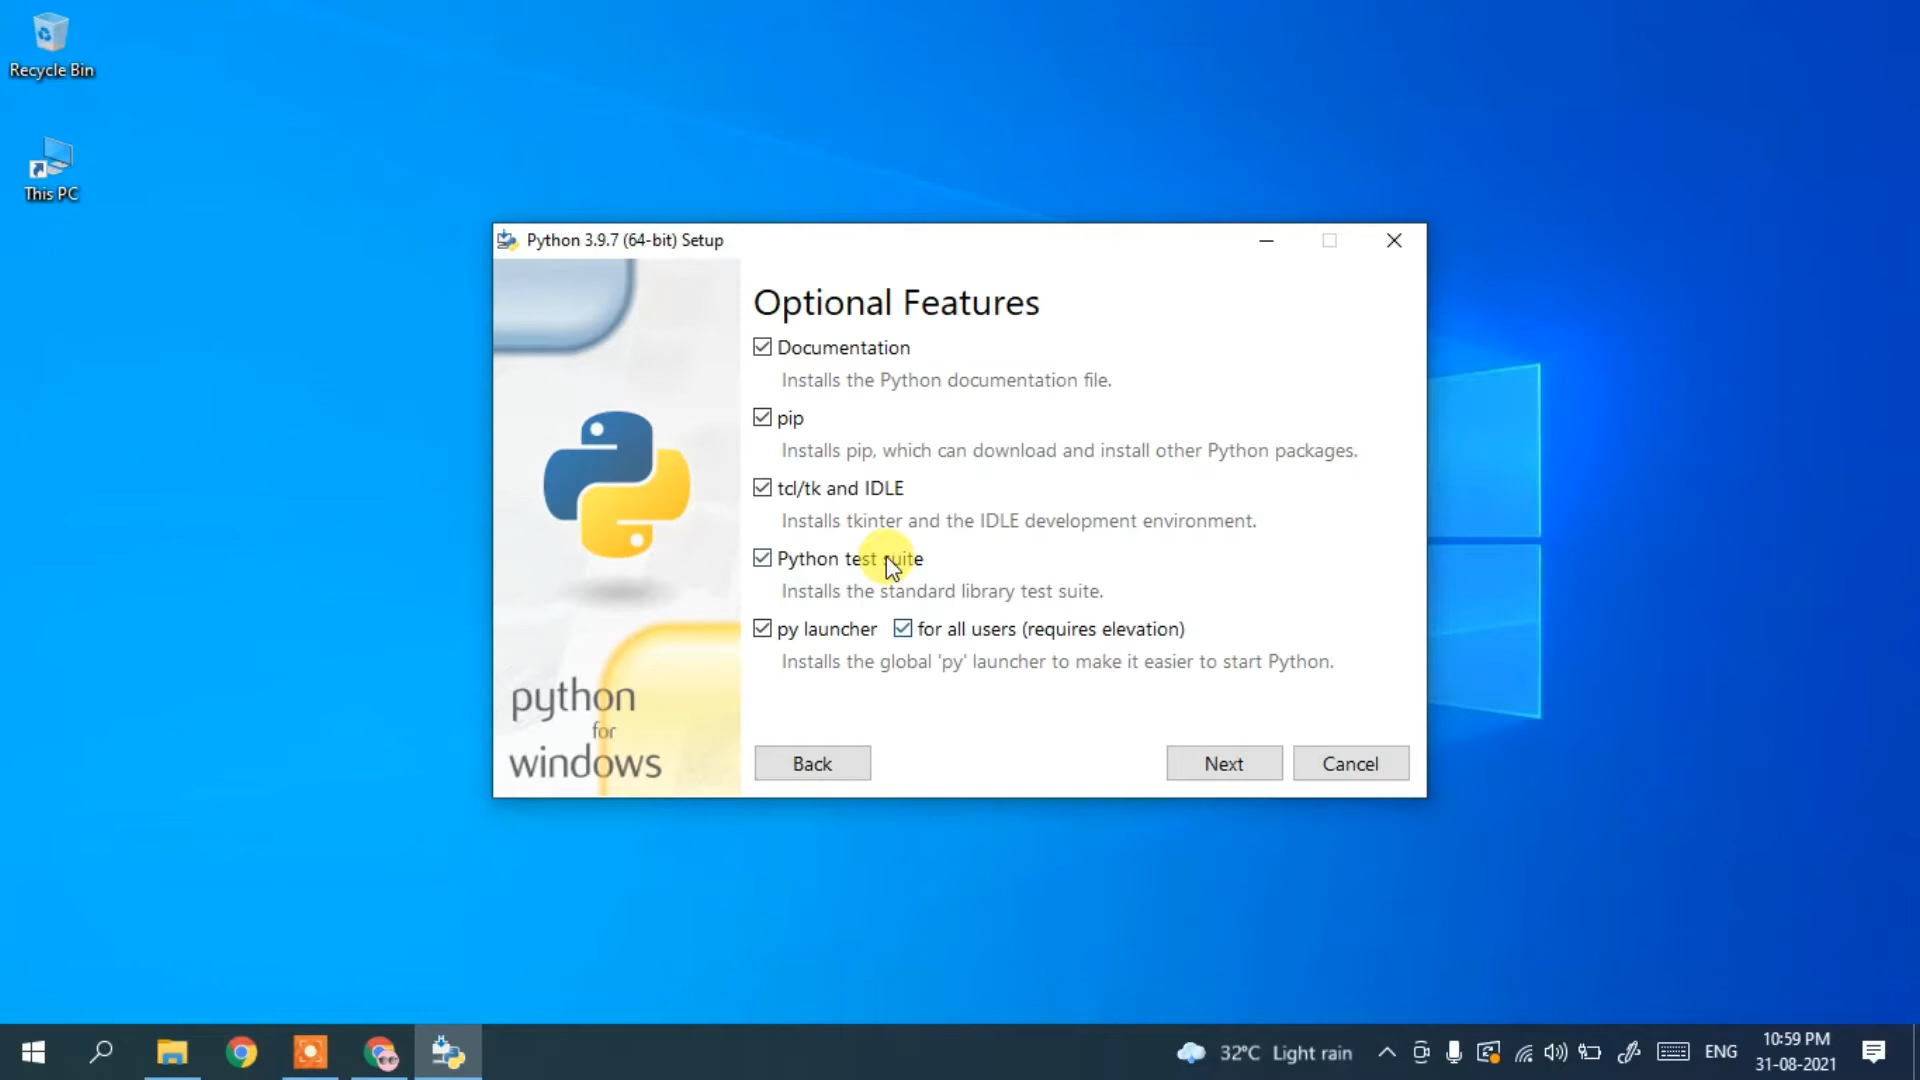 Recycle Bin
This PC
Python 3.9.7 (64-bit) Setup
Optional Features
Documentation
Installs the Python documentation file.
pip
Installs pip, which can download and install other Python packages.
tcl/tk and IDLE
Installs tkinter and the IDLE development environment.
Python test suite
Installs the standard library test suite.
py launcher for all users (requires elevation)
Installs the global 'py' launcher to make it easier to start Python.
python
for
windows
Back Next Cancel
32°C Light rain
ENG
10:59 PM
31-08-2021